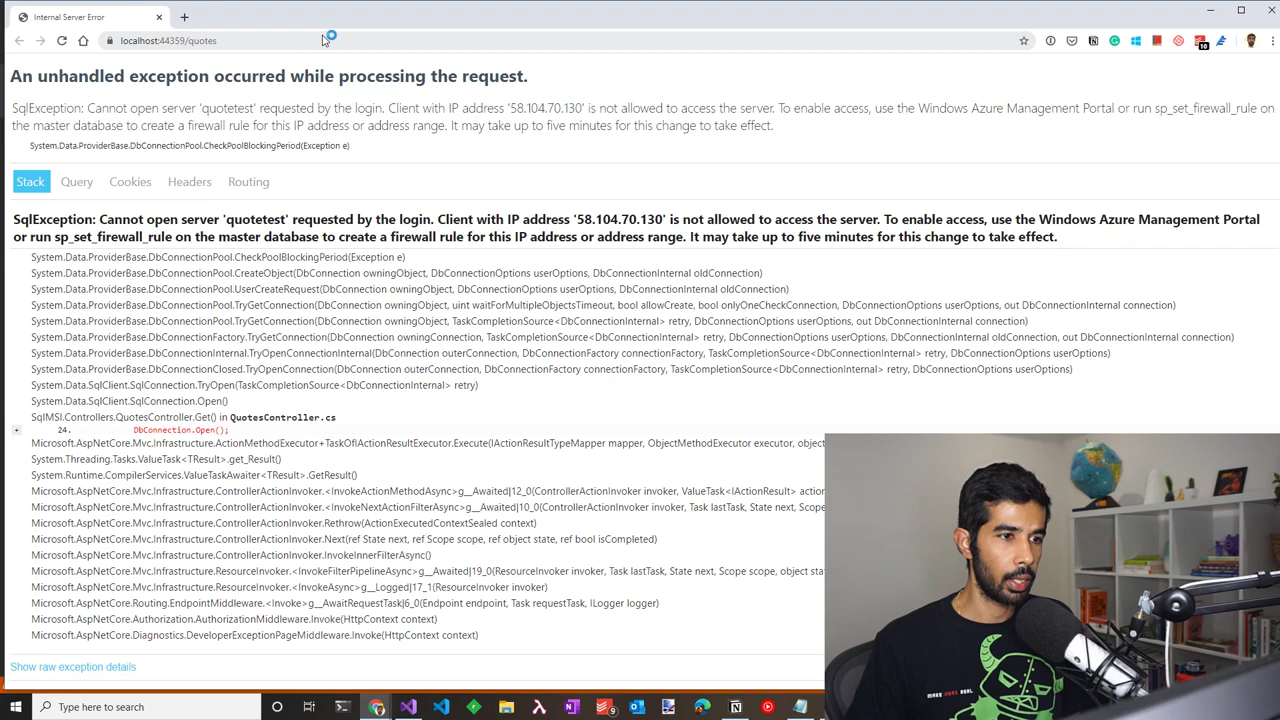 Internal Server Error
localhost:44359/quotes
10
An unhandled exception occurred while processing the request.
SqlException: Cannot open server 'quotetest' requested by the login. Client with IP address '58.104.70.130' is not allowed to access the server. To enable access, use the Windows Azure Management Portal or run sp_set_firewall_rule on
the master database to create a firewall rule for this IP address or address range. It may take up to five minutes for this change to take effect.
System.Data.ProviderBase.DbConnectionPool.CheckPoolBlockingPeriod(Exception e)
Stack Query Cookies Headers Routing
SqlException: Cannot open server 'quotetest' requested by the login. Client with IP address '58.104.70.130' is not allowed to access the server. To enable access, use the Windows Azure Management Portal
or run sp_set_firewall_rule on the master database to create a firewall rule for this IP address or address range. It may take up to five minutes for this change to take effect.
System.Data.ProviderBase.DbConnectionPool.CheckPoolBlockingPeriod(Exception e)
System.Data.ProviderBase.DbConnectionPool.CreateObject(DbConnection owningObject, DbConnectionOptions userOptions, DbConnectionInternal oldConnection)
System.Data.ProviderBase.DbConnectionPool.UserCreateRequest(DbConnection owningObject, DbConnectionOptions userOptions, DbConnectionInternal oldConnection)
System.Data.ProviderBase.DbConnectionPool.TryGetConnection(DbConnection owningObject, uint waitForMultipleObjectsTimeout, bool allowCreate, bool onlyOneCheckConnection, DbConnectionOptions userOptions, out DbConnectionInternal connection)
System.Data.ProviderBase.DbConnectionPool.TryGetConnection(DbConnection owningObject, TaskCompletionSource<DbConnectionInternal> retry, DbConnectionOptions userOptions, out DbConnectionInternal connection)
System.Data.ProviderBase.DbConnectionFactory.TryGetConnection(DbConnection owningConnection, TaskCompletionSource<DbConnectionInternal> retry, DbConnectionOptions userOptions, DbConnectionInternal oldConnection, out DbConnectionInternal connection)
System.Data.ProviderBase.DbConnectionInternal.TryOpenConnectionInternal(DbConnection outerConnection, DbConnectionFactory connectionFactory, TaskCompletionSource<DbConnectionInternal> retry, DbConnectionOptions userOptions)
System.Data.ProviderBase.DbConnectionClosed.TryOpenConnection(DbConnection outerConnection, DbConnectionFactory connectionFactory, TaskCompletionSource<DbConnectionInternal> retry, DbConnectionOptions userOptions)
System.Data.SqlClient.SqlConnection.TryOpen(TaskCompletionSource<DbConnectionInternal> retry)
System.Data.SqlClient.SqlConnection.Open()
SqlMSI.Controllers.QuotesController.Get() in QuotesController.cs
+ 24. DbConnection.Open();
Microsoft.AspNetCore.Mvc.Infrastructure.ActionMethodExecutor+TaskOfIActionResultExecutor.Execute(IActionResultTypeMapper mapper, ObjectMethodExecutor executor, object
System.Threading.Tasks.ValueTask<TResult>.get_Result()
System.Runtime.CompilerServices.ValueTaskAwaiter<TResult>.GetResult()
Microsoft.AspNetCore.Mvc.Infrastructure.ControllerActionInvoker.<InvokeActionMethodAsync>g__Awaited|12_0(ControllerActionInvoker invoker, ValueTask<IActionResult> action
Microsoft.AspNetCore.Mvc.Infrastructure.ControllerActionInvoker.<InvokeNextActionFilterAsync>g__Awaited|10_0(ControllerActionInvoker invoker, Task lastTask, State next, Scope
Microsoft.AspNetCore.Mvc.Infrastructure.ControllerActionInvoker.Rethrow(ActionExecutedContextSealed context)
Microsoft.AspNetCore.Mvc.Infrastructure.ControllerActionInvoker.Next(ref State next, ref Scope scope, ref object state, ref bool isCompleted)
Microsoft.AspNetCore.Mvc.Infrastructure.ControllerActionInvoker.InvokeInnerFilterAsync()
Microsoft.AspNetCore.Mvc.Infrastructure.ResourceInvoker.<InvokeFilterPipelineAsync>g__Awaited|19_0(ResourceInvoker invoker, Task lastTask, State next, Scope scope, object sta
Microsoft.AspNetCore.Mvc.Infrastructure.ResourceInvoker.<InvokeAsync>g__Logged|17_1(ResourceInvoker invoker)
Microsoft.AspNetCore.Routing.EndpointMiddleware.<Invoke>g__AwaitRequestTask|6_0(Endpoint endpoint, Task requestTask, ILogger logger)
Microsoft.AspNetCore.Authorization.AuthorizationMiddleware.Invoke(HttpContext context)
Microsoft.AspNetCore.Diagnostics.DeveloperExceptionPageMiddleware.Invoke(HttpContext context)
Show raw exception details
Type here to search
9